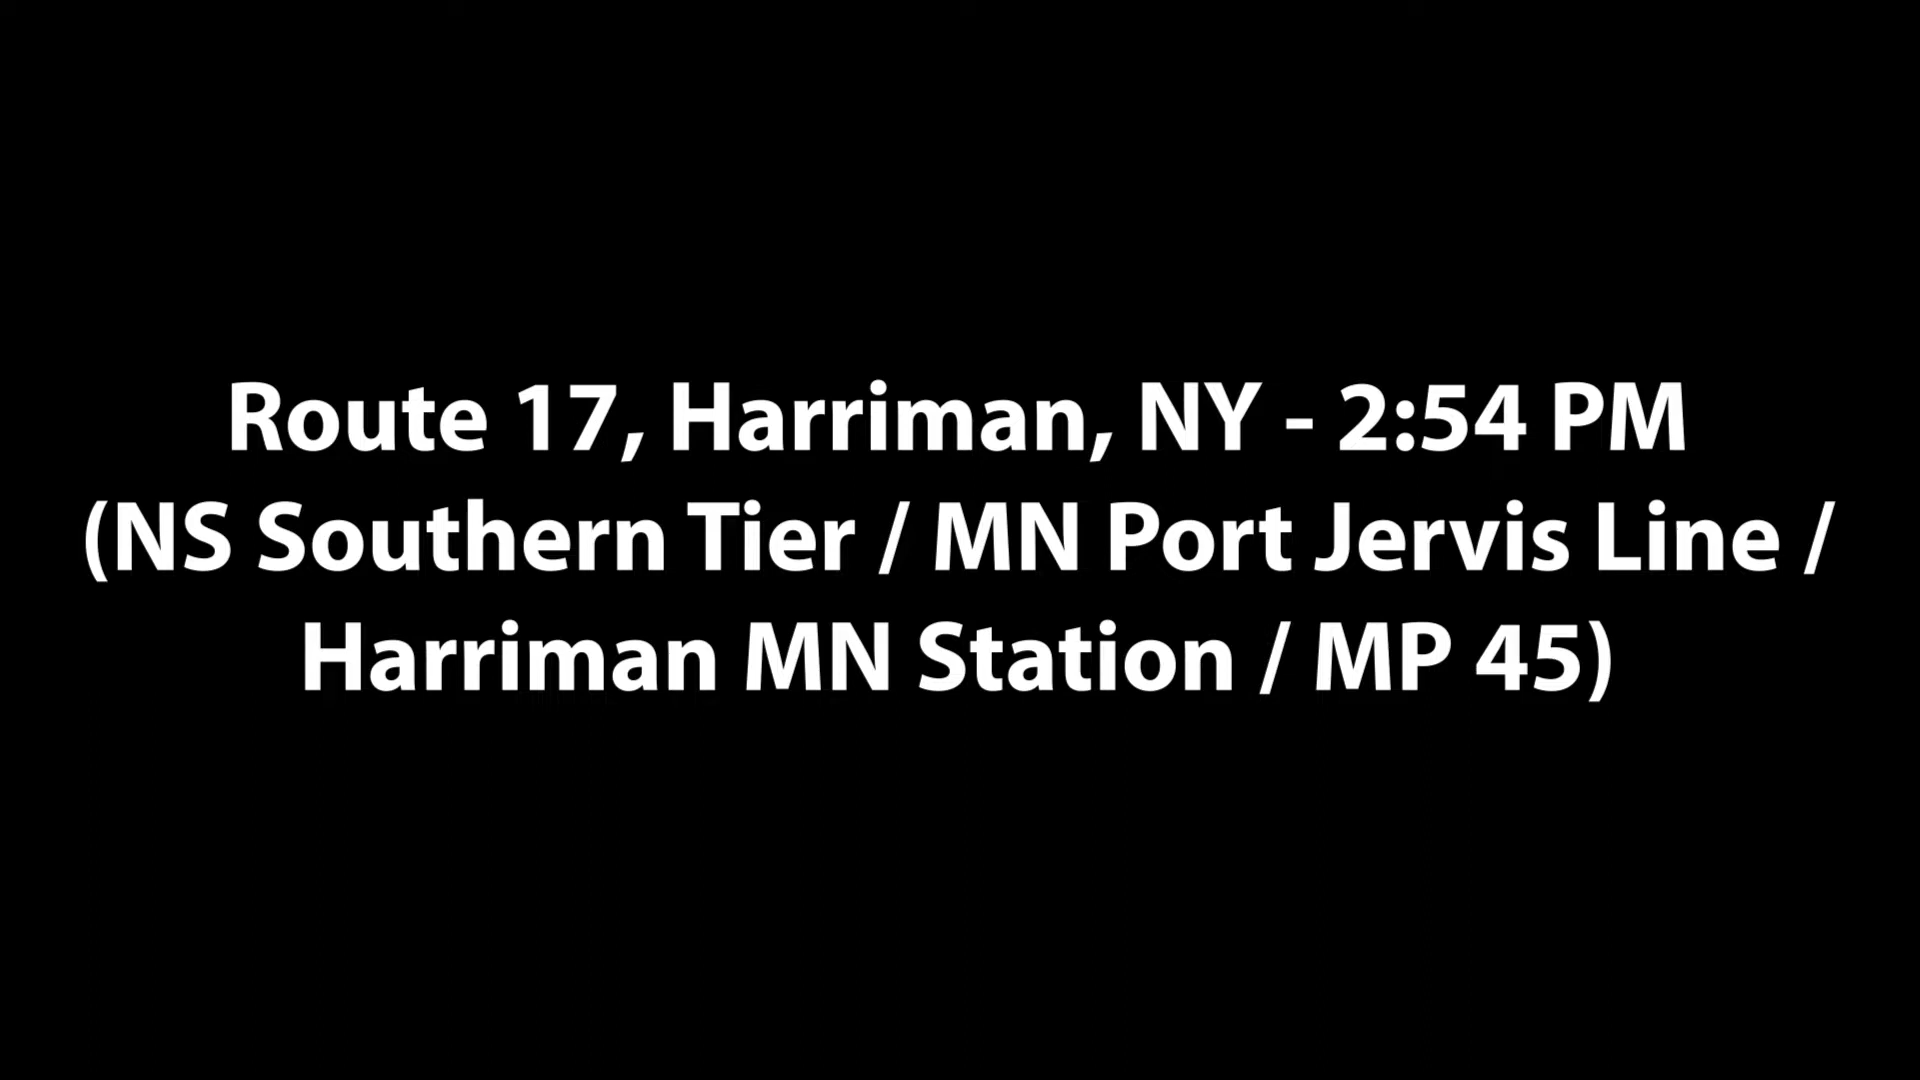 Route 17, Harriman, NY - 2:54 PM
(NS Southern Tier / MN Port Jervis Line /
Harriman MN Station / MP 45)